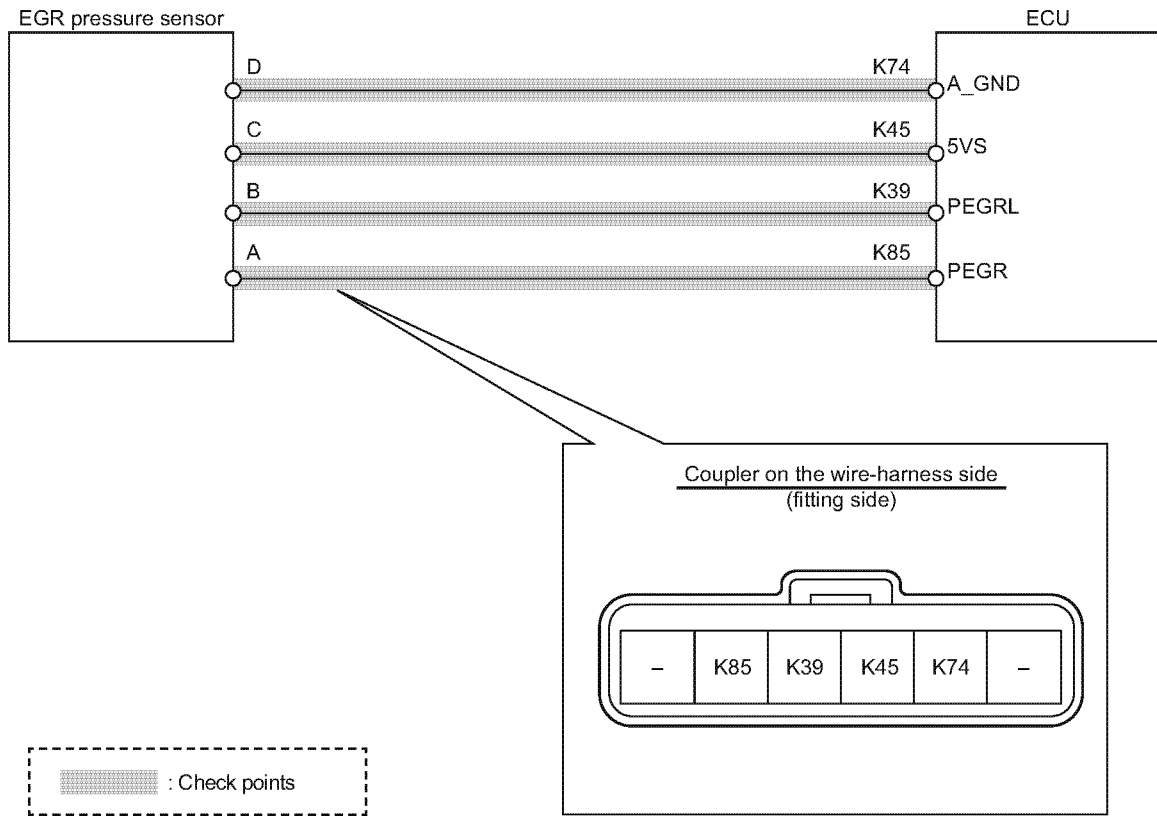 EGR pressure sensor
ECU
D
K74
A_GND
C
K45
5VS
B
K39
PEGRL
A
K85
PEGR
Coupler on the wire-harness side
(fitting side)
– K85 K39 K45 K74 –
: Check points